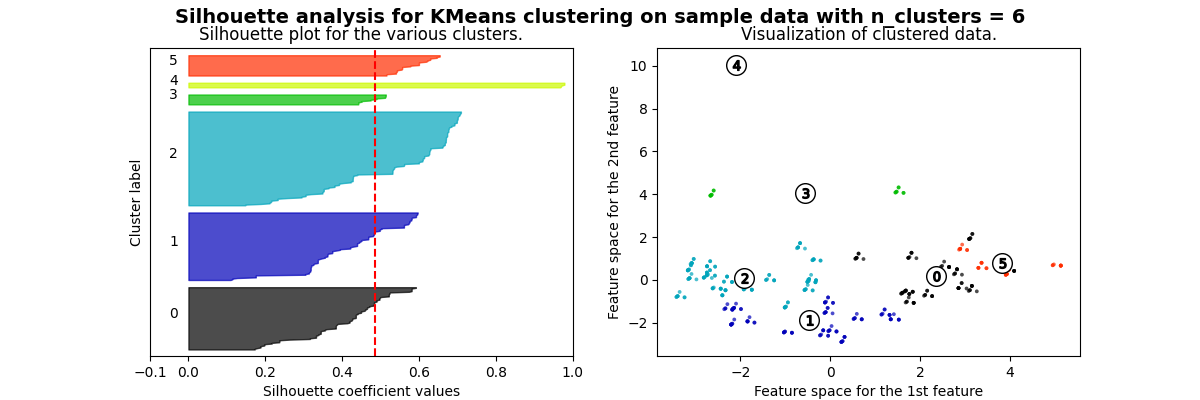 Silhouette analysis for KMeans clustering on sample data with n_clusters = 6
Silhouette plot for the various clusters.
5
4
3
2
1
0
Cluster label
−0.1 0.0 0.2 0.4 0.6 0.8 1.0
Silhouette coefficient values
Visualization of clustered data.
10
8
6
4
2
0
−2
Feature space for the 2nd feature
4
3
5
0
2
1
−2 0 2 4
Feature space for the 1st feature